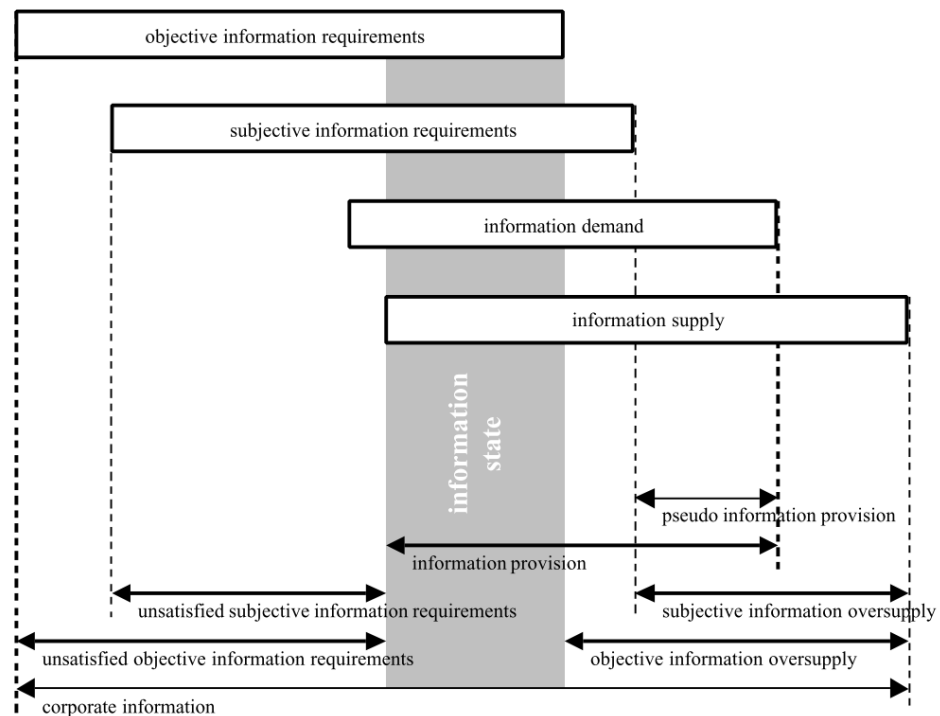 objective information requirements
subjective information requirements
information demand
information supply
information
state
pseudo information provision
information provision
unsatisfied subjective information requirements
subjective information oversupply
unsatisfied objective information requirements
objective information oversupply
corporate information